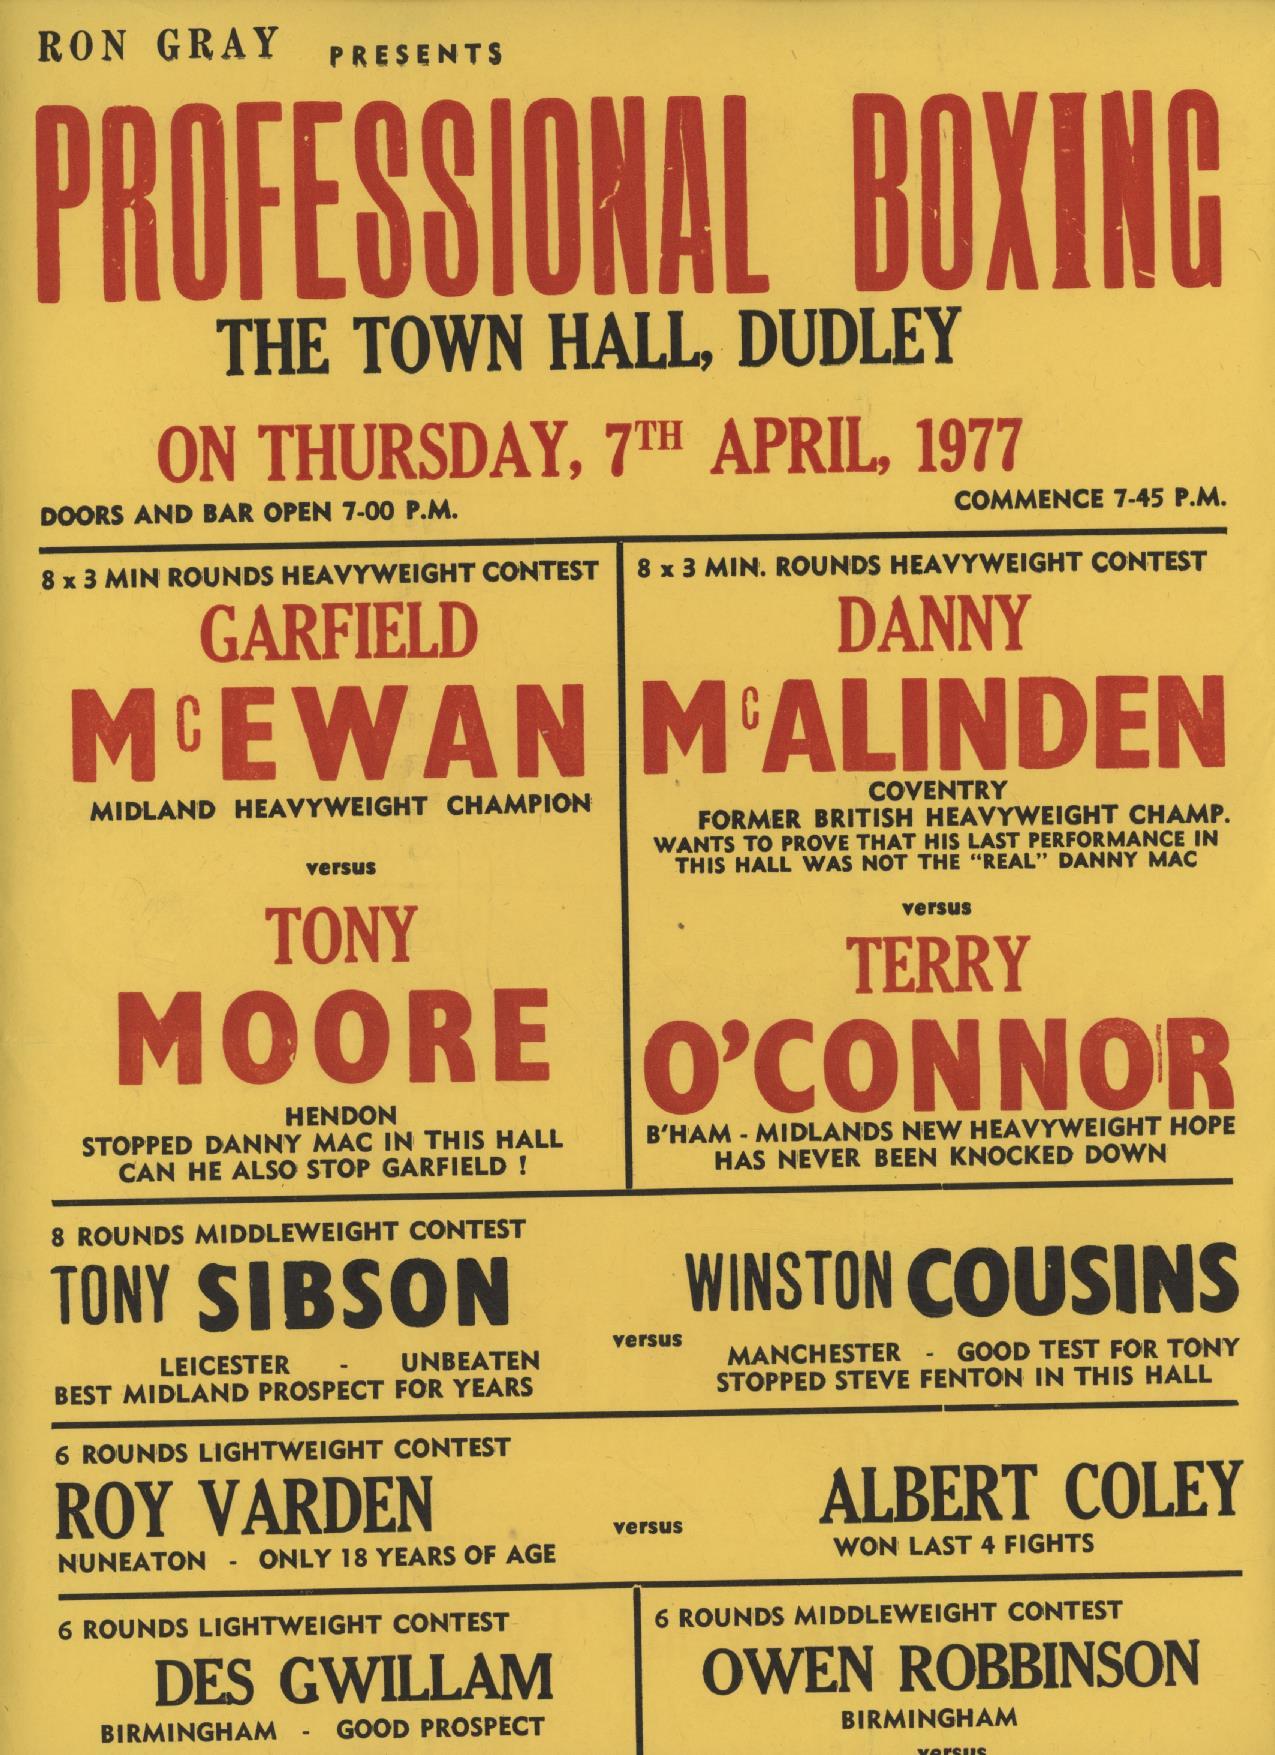 RON GRAY PRESENTS
PROFESSIONAL BOXING
THE TOWN HALL, DUDLEY
ON THURSDAY, 7TH APRIL, 1977
DOORS AND BAR OPEN 7-00 P.M.
COMMENCE 7-45 P.M.
8 x 3 MIN ROUNDS HEAVYWEIGHT CONTEST
GARFIELD
McEWAN
MIDLAND HEAVYWEIGHT CHAMPION
versus
TONY
MOORE
HENDON
STOPPED DANNY MAC IN THIS HALL
CAN HE ALSO STOP GARFIELD !
8 x 3 MIN. ROUNDS HEAVYWEIGHT CONTEST
DANNY
McALINDEN
COVENTRY
FORMER BRITISH HEAVYWEIGHT CHAMP.
WANTS TO PROVE THAT HIS LAST PERFORMANCE IN
THIS HALL WAS NOT THE "REAL" DANNY MAC
versus
TERRY
O'CONNOR
B'HAM - MIDLANDS NEW HEAVYWEIGHT HOPE
HAS NEVER BEEN KNOCKED DOWN
8 ROUNDS MIDDLEWEIGHT CONTEST
TONY SIBSON
LEICESTER - UNBEATEN
BEST MIDLAND PROSPECT FOR YEARS
versus
WINSTON COUSINS
MANCHESTER - GOOD TEST FOR TONY
STOPPED STEVE FENTON IN THIS HALL
6 ROUNDS LIGHTWEIGHT CONTEST
ROY VARDEN
NUNEATON - ONLY 18 YEARS OF AGE
versus
ALBERT COLEY
WON LAST 4 FIGHTS
6 ROUNDS LIGHTWEIGHT CONTEST
DES GWILLAM
BIRMINGHAM - GOOD PROSPECT
6 ROUNDS MIDDLEWEIGHT CONTEST
OWEN ROBBINSON
BIRMINGHAM
versus